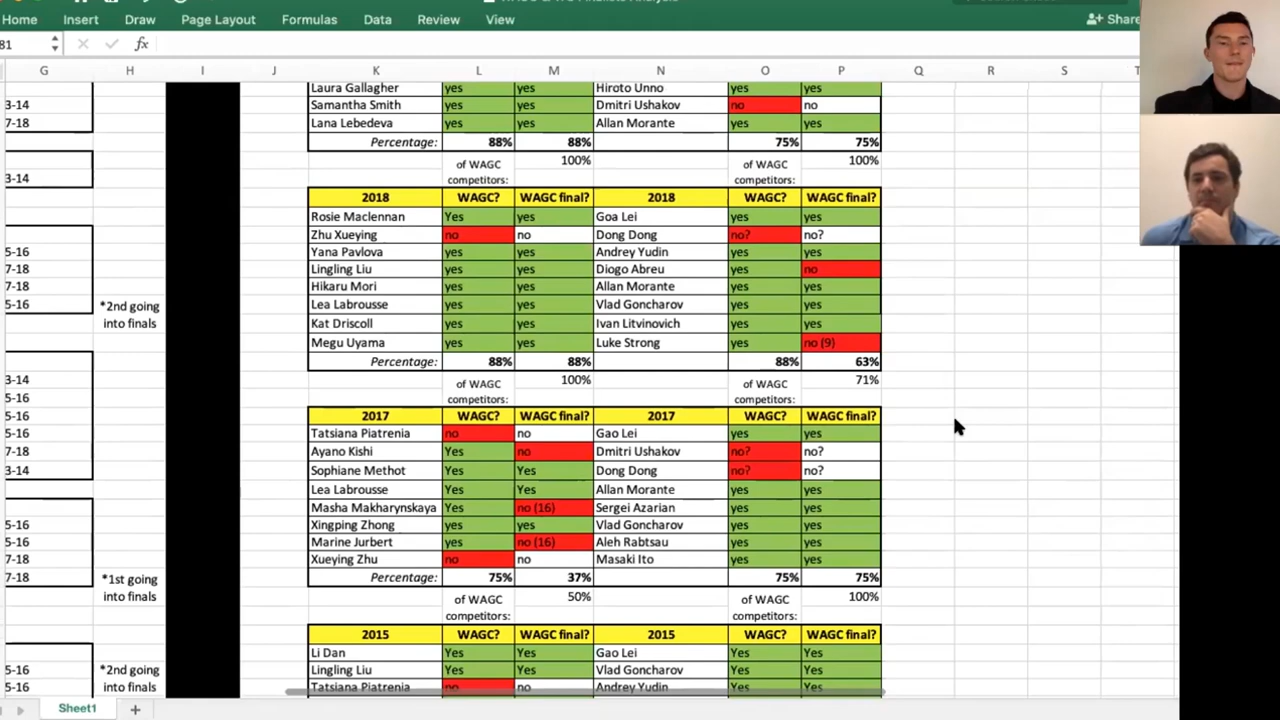 Home Insert Draw Page Layout Formulas Data Review View Share
fx
G H I J K L M N O P Q R S T
3-14 Laura Gallagher yes yes Hiroto Unno yes yes
Samantha Smith yes yes Dmitri Ushakov no no
7-18 Lana Lebedeva yes yes Allan Morante yes yes
Percentage: 88% 88% 75% 75%
of WAGC 100% of WAGC 100%
3-14 competitors: competitors:
2018 WAGC? WAGC final? 2018 WAGC? WAGC final?
Rosie Maclennan Yes yes Goa Lei yes yes
Zhu Xueying no no Dong Dong no? no?
5-16 Yana Pavlova yes yes Andrey Yudin yes yes
7-18 Lingling Liu yes yes Diogo Abreu yes no
7-18 Hikaru Mori yes yes Allan Morante yes yes
5-16 *2nd going Lea Labrousse yes yes Vlad Goncharov yes yes
into finals Kat Driscoll yes yes Ivan Litvinovich yes yes
Megu Uyama yes yes Luke Strong yes no (9)
Percentage: 88% 88% 88% 63%
3-14 of WAGC 100% of WAGC 71%
5-16 competitors: competitors:
5-16 2017 WAGC? WAGC final? 2017 WAGC? WAGC final?
5-16 Tatsiana Piatrenia no no Gao Lei yes yes
7-18 Ayano Kishi Yes no Dmitri Ushakov no? no?
3-14 Sophiane Methot Yes Yes Dong Dong no? no?
Lea Labrousse Yes Yes Allan Morante yes yes
5-16 Masha Makharynskaya Yes no (16) Sergei Azarian yes yes
5-16 Xingping Zhong yes yes Vlad Goncharov yes yes
5-16 Marine Jurbert yes no (16) Aleh Rabtsau yes yes
7-18 Xueying Zhu no no Masaki Ito yes yes
7-18 *1st going Percentage: 75% 37% 75% 75%
into finals of WAGC 50% of WAGC 100%
competitors: competitors:
2015 WAGC? WAGC final? 2015 WAGC? WAGC final?
Li Dan Yes Yes Gao Lei Yes Yes
5-16 *2nd going Lingling Liu Yes Yes Vlad Goncharov Yes Yes
5-16 into finals Tatsiana Piatrenia no no Andrey Yudin Yes Yes
Sheet1 +